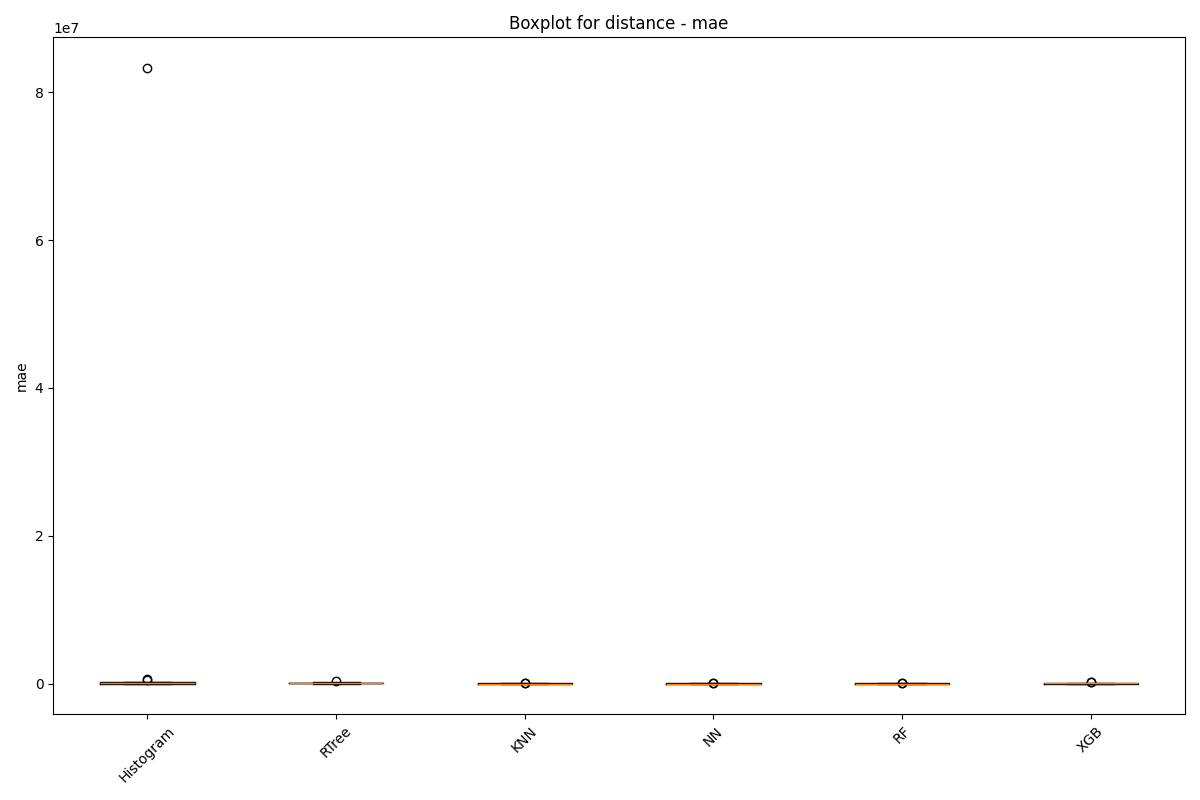 Boxplot for distance - mae
1e7
8
6
4
2
0
mae
Histogram
RTree
KNN
NN
RF
XGB